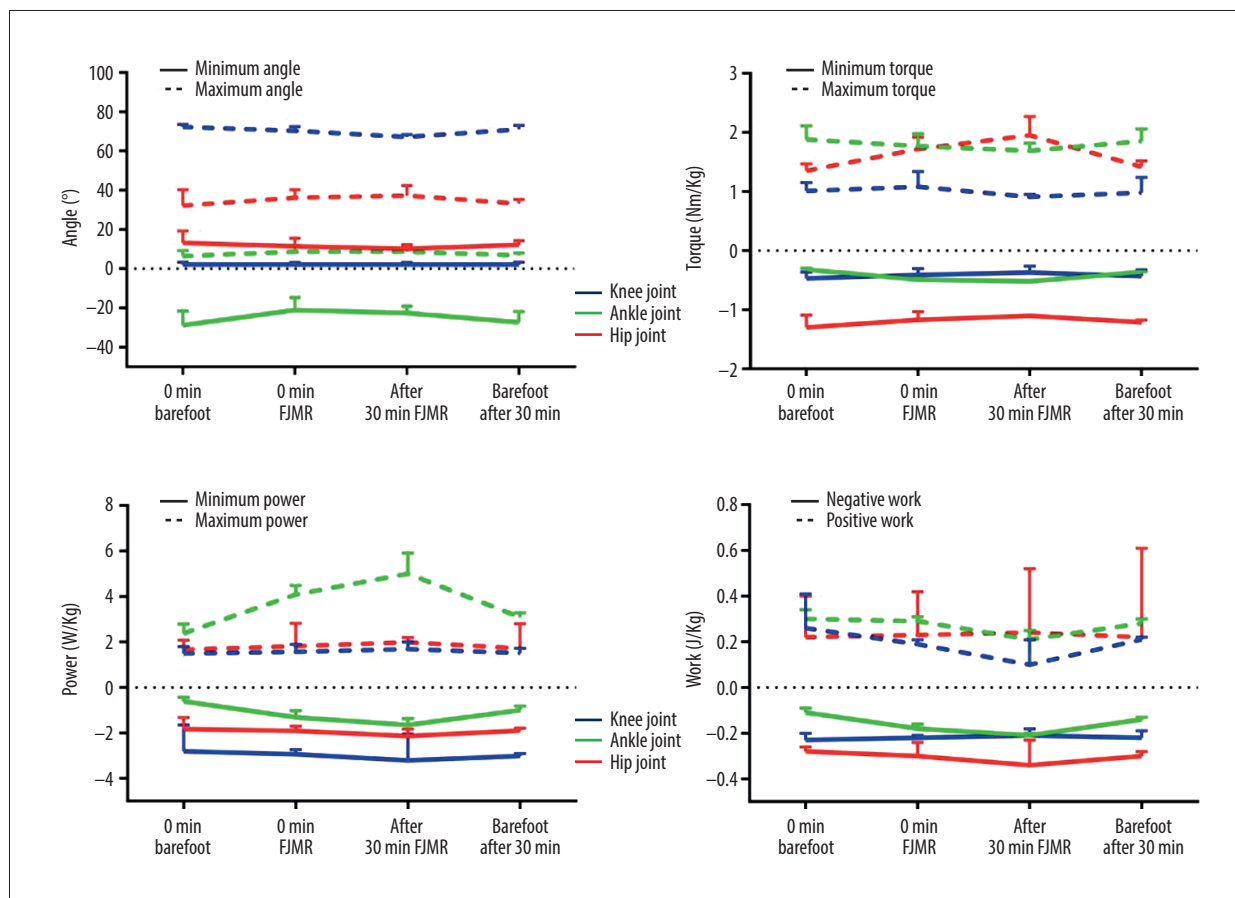 Minimum angle
Maximum angle
Angle (°)
100
80
60
40
20
0
−20
−40
0 min
barefoot
0 min
FJMR
After
30 min FJMR
Barefoot
after 30 min
Knee joint
Ankle joint
Hip joint
Minimum torque
Maximum torque
Torque (Nm/Kg)
3
2
1
0
−1
−2
0 min
barefoot
0 min
FJMR
After
30 min FJMR
Barefoot
after 30 min
Minimum power
Maximum power
Power (W/Kg)
8
6
4
2
0
−2
−4
0 min
barefoot
0 min
FJMR
After
30 min FJMR
Barefoot
after 30 min
Knee joint
Ankle joint
Hip joint
Negative work
Positive work
Work (J/Kg)
0.8
0.6
0.4
0.2
0.0
−0.2
−0.4
0 min
barefoot
0 min
FJMR
After
30 min FJMR
Barefoot
after 30 min